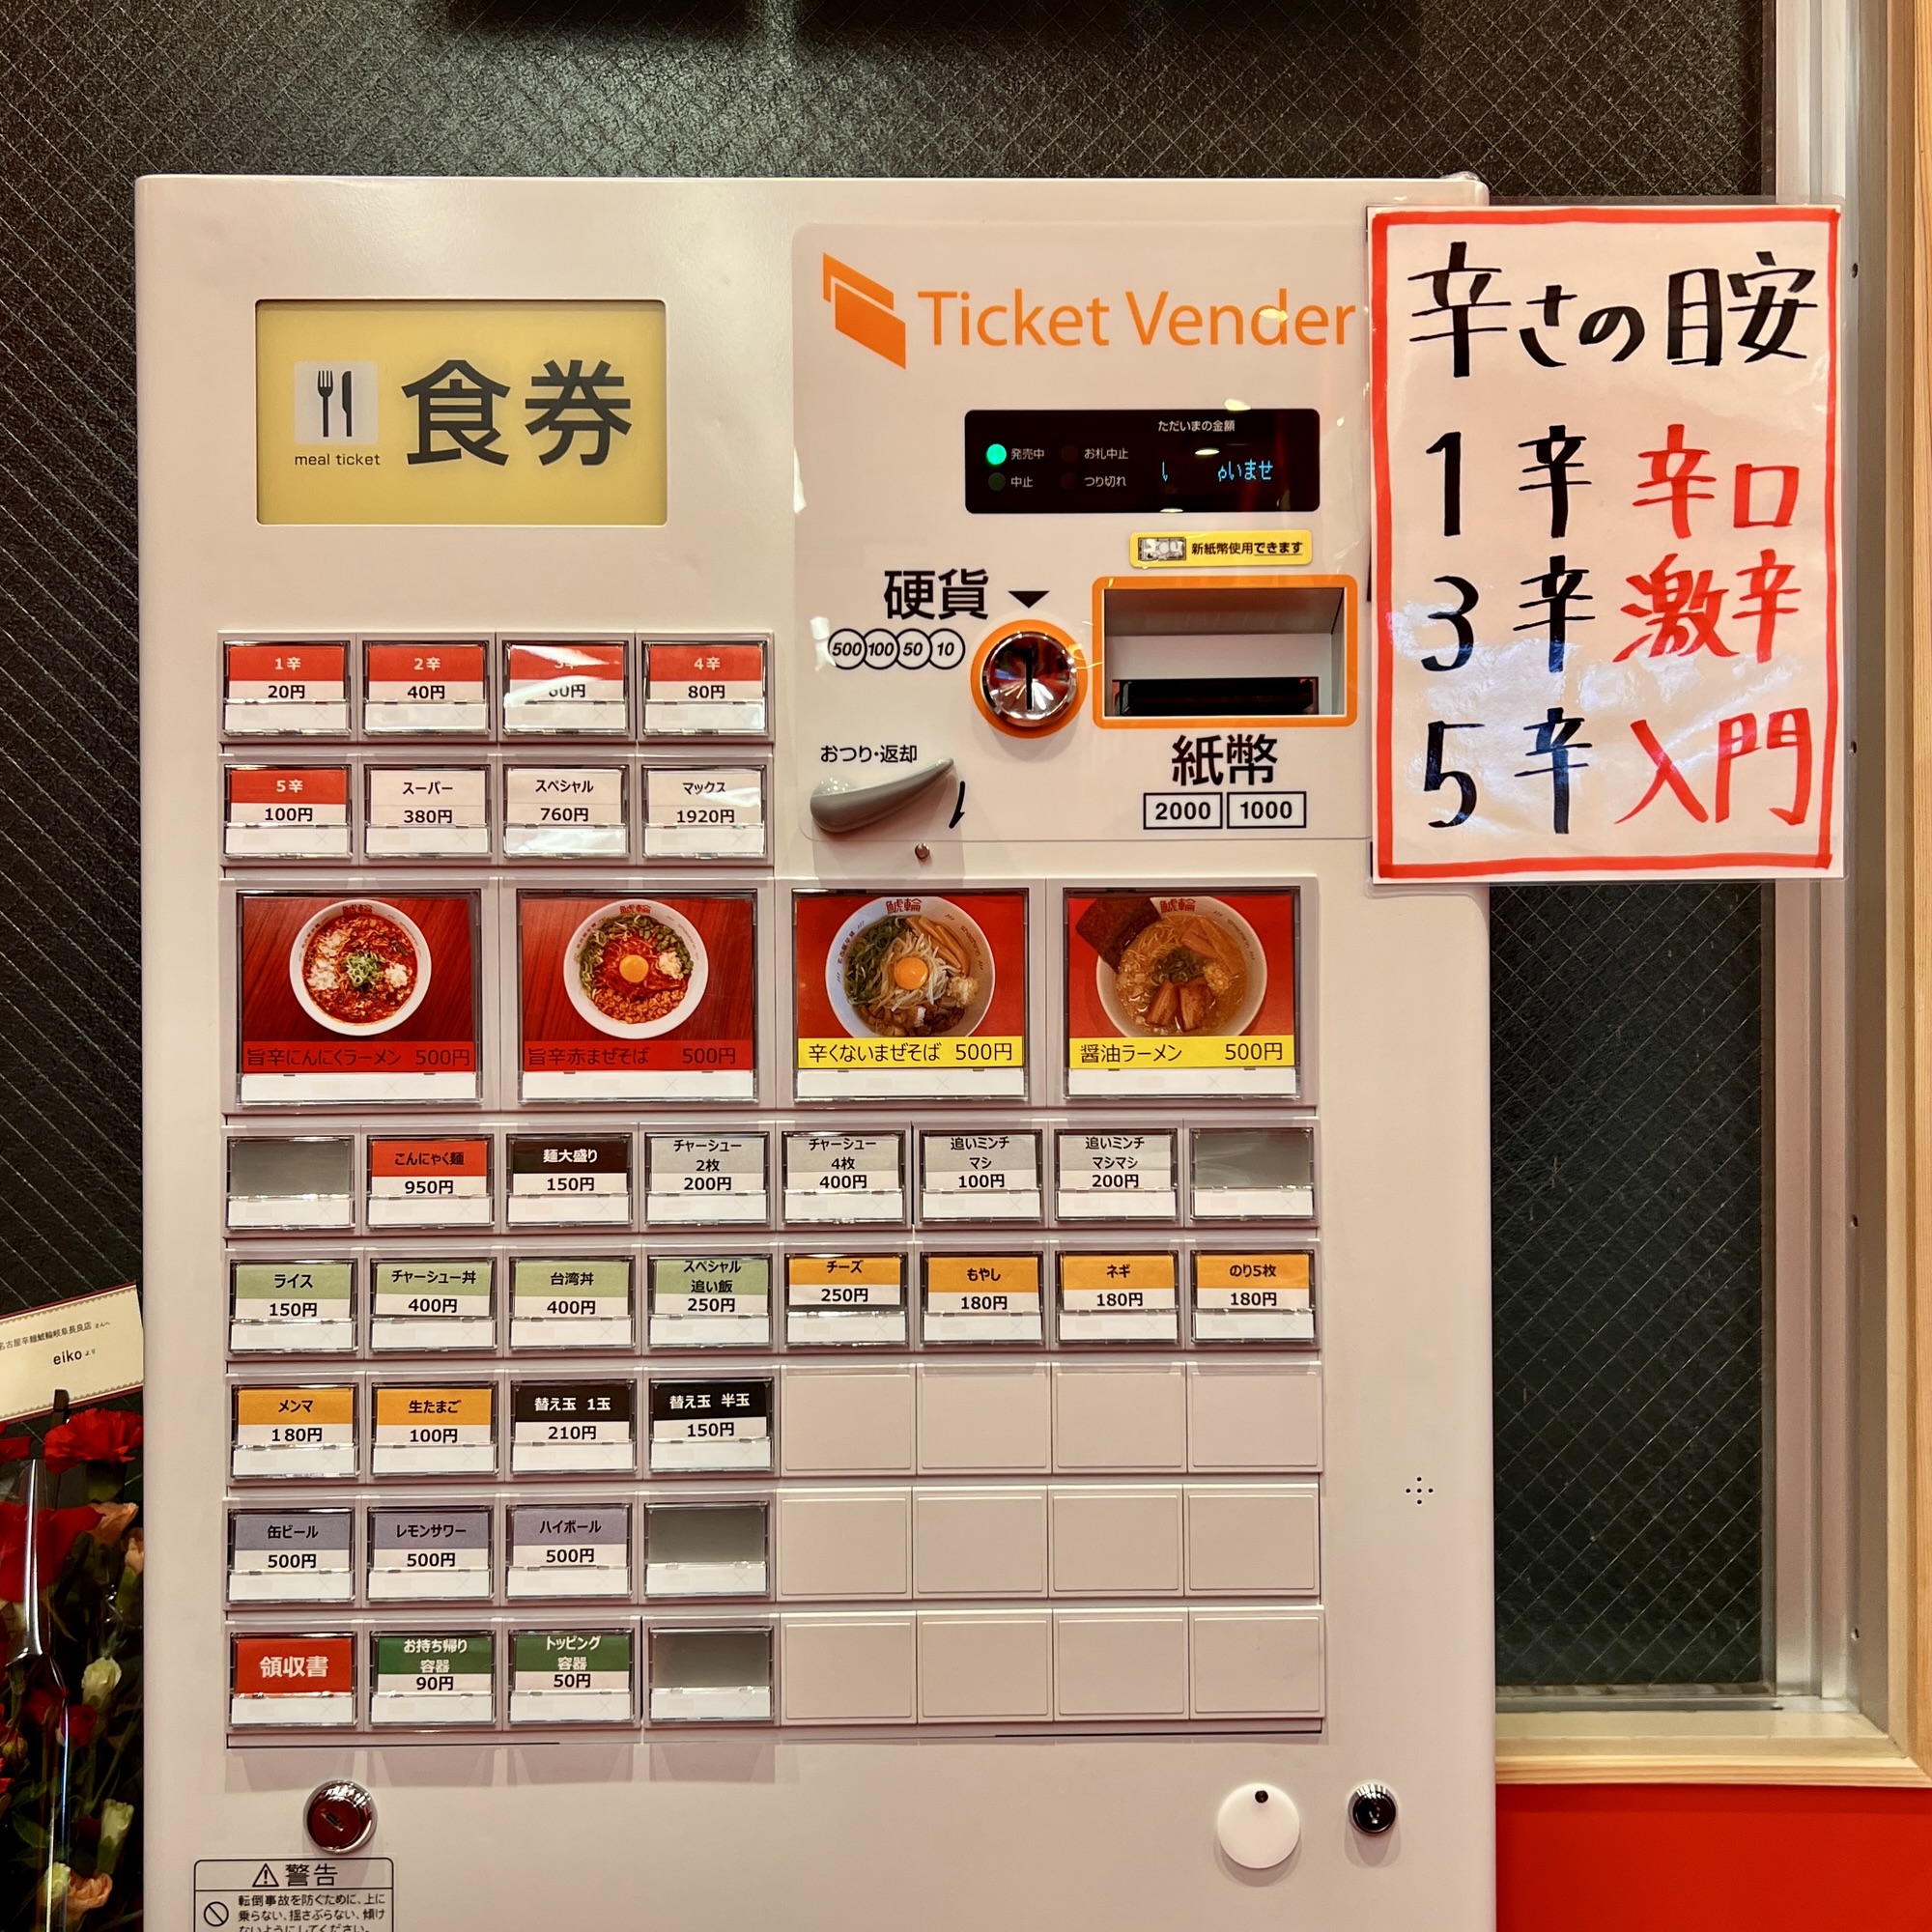 食券
meal ticket
Ticket Vender
ただいまの金額
発売中
お札中止
中止
つり切れ
いませ
新紙幣使用できます
硬貨
500 100 50 10
おつり・返却
紙幣
2000 1000
辛さの目安
1辛 辛口
3辛 激辛
5辛 入門
1辛
20円
2辛
40円
3辛
60円
4辛
80円
5辛
100円
スーパー
380円
スペシャル
760円
マックス
1920円
旨辛にんにくラーメン 500円
旨辛赤まぜそば 500円
辛くないまぜそば 500円
醤油ラーメン 500円
こんにゃく麺
950円
麺大盛り
150円
チャーシュー
2枚
200円
チャーシュー
4枚
400円
追いミンチ
マシ
100円
追いミンチ
マシマシ
200円
ライス
150円
チャーシュー丼
400円
台湾丼
400円
スペシャル
追い飯
250円
チーズ
250円
もやし
180円
ネギ
180円
のり5枚
180円
メンマ
180円
生たまご
100円
替え玉 1玉
210円
替え玉 半玉
150円
缶ビール
500円
レモンサワー
500円
ハイボール
500円
領収書
お持ち帰り
容器
90円
トッピング
容器
50円
警告
転倒事故を防ぐために、上に
乗らない、揺さぶらない、傾け
ないようにしてください。
eiko より